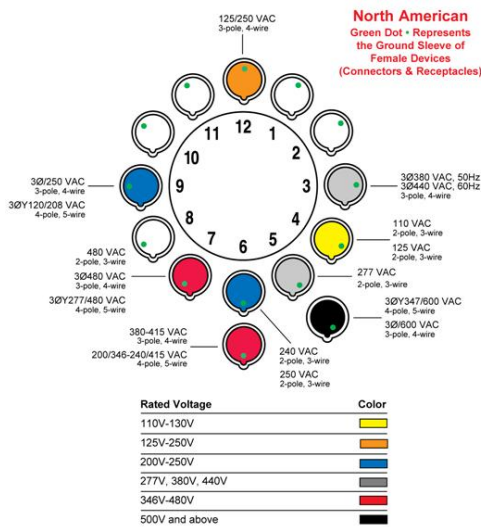 North American
Green Dot • Represents
the Ground Sleeve of
Female Devices
(Connectors & Receptacles)
125/250 VAC
3-pole, 4-wire
12
1
2
3
4
5
6
7
8
9
10
11
3Ø/250 VAC
3-pole, 4-wire
3ØY120/208 VAC
4-pole, 5-wire
3Ø380 VAC, 50Hz
3Ø440 VAC, 60Hz
3-pole, 4-wire
110 VAC
2-pole, 3-wire
125 VAC
2-pole, 3-wire
480 VAC
2-pole, 3-wire
3Ø480 VAC
3-pole, 4-wire
3ØY277/480 VAC
4-pole, 5-wire
277 VAC
2-pole, 3-wire
3ØY347/600 VAC
4-pole, 5-wire
3Ø/600 VAC
3-pole, 4-wire
380-415 VAC
3-pole, 4-wire
200/346-240/415 VAC
4-pole, 5-wire
240 VAC
2-pole, 3-wire
250 VAC
2-pole, 3-wire
Rated Voltage Color
110V-130V
125V-250V
200V-250V
277V, 380V, 440V
346V-480V
500V and above